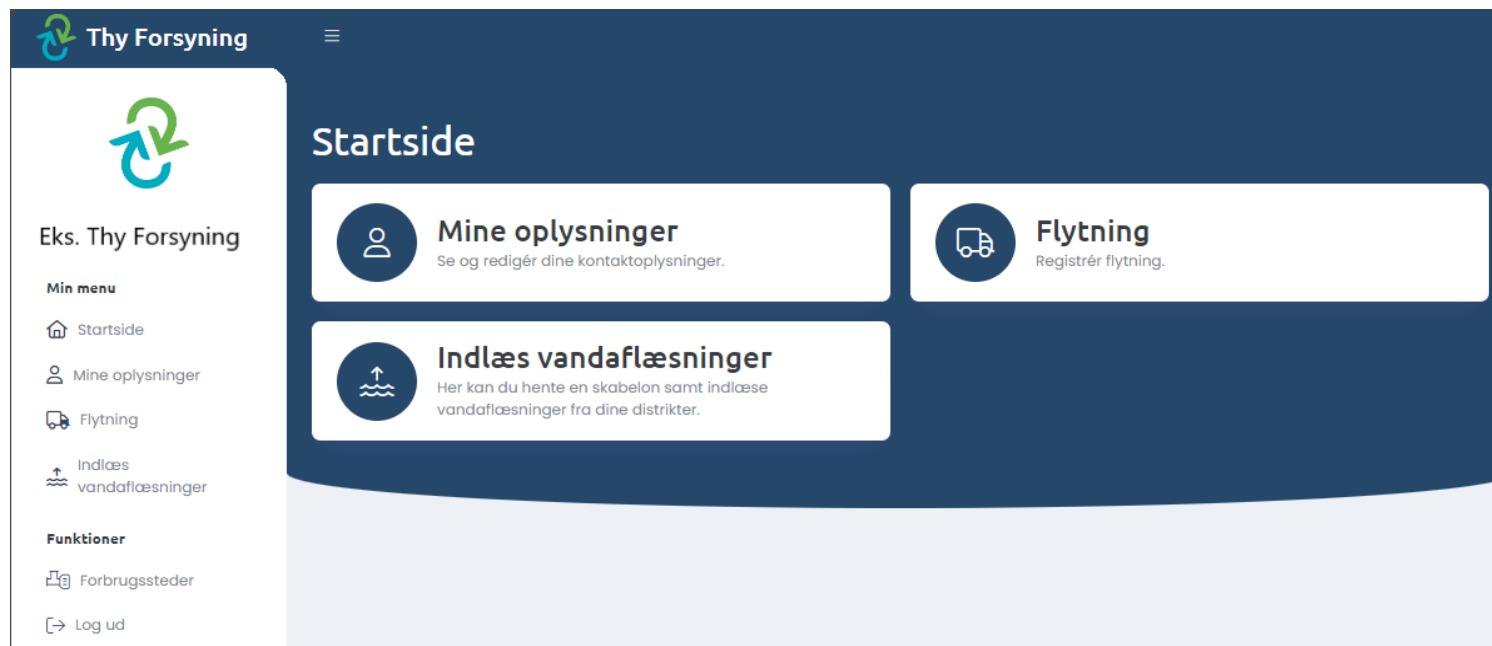 Thy Forsyning
Eks. Thy Forsyning
Min menu
Startside
Mine oplysninger
Flytning
Indlæs
vandaflæsninger
Funktioner
Forbrugssteder
Log ud
Startside
Mine oplysninger
Se og redigér dine kontaktoplysninger.
Flytning
Registrér flytning.
Indlæs vandaflæsninger
Her kan du hente en skabelon samt indlæse
vandaflæsninger fra dine distrikter.